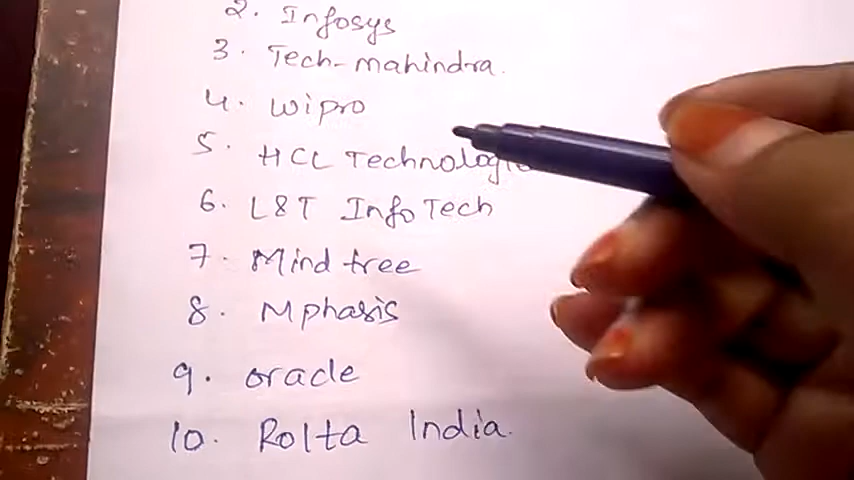 2. Infosys
3. Tech-mahindra.
4. wipro
5. HCL Technologies
6. L&T InfoTech
7. Mind tree
8. Mphasis
9. oracle
10. Rolta India.